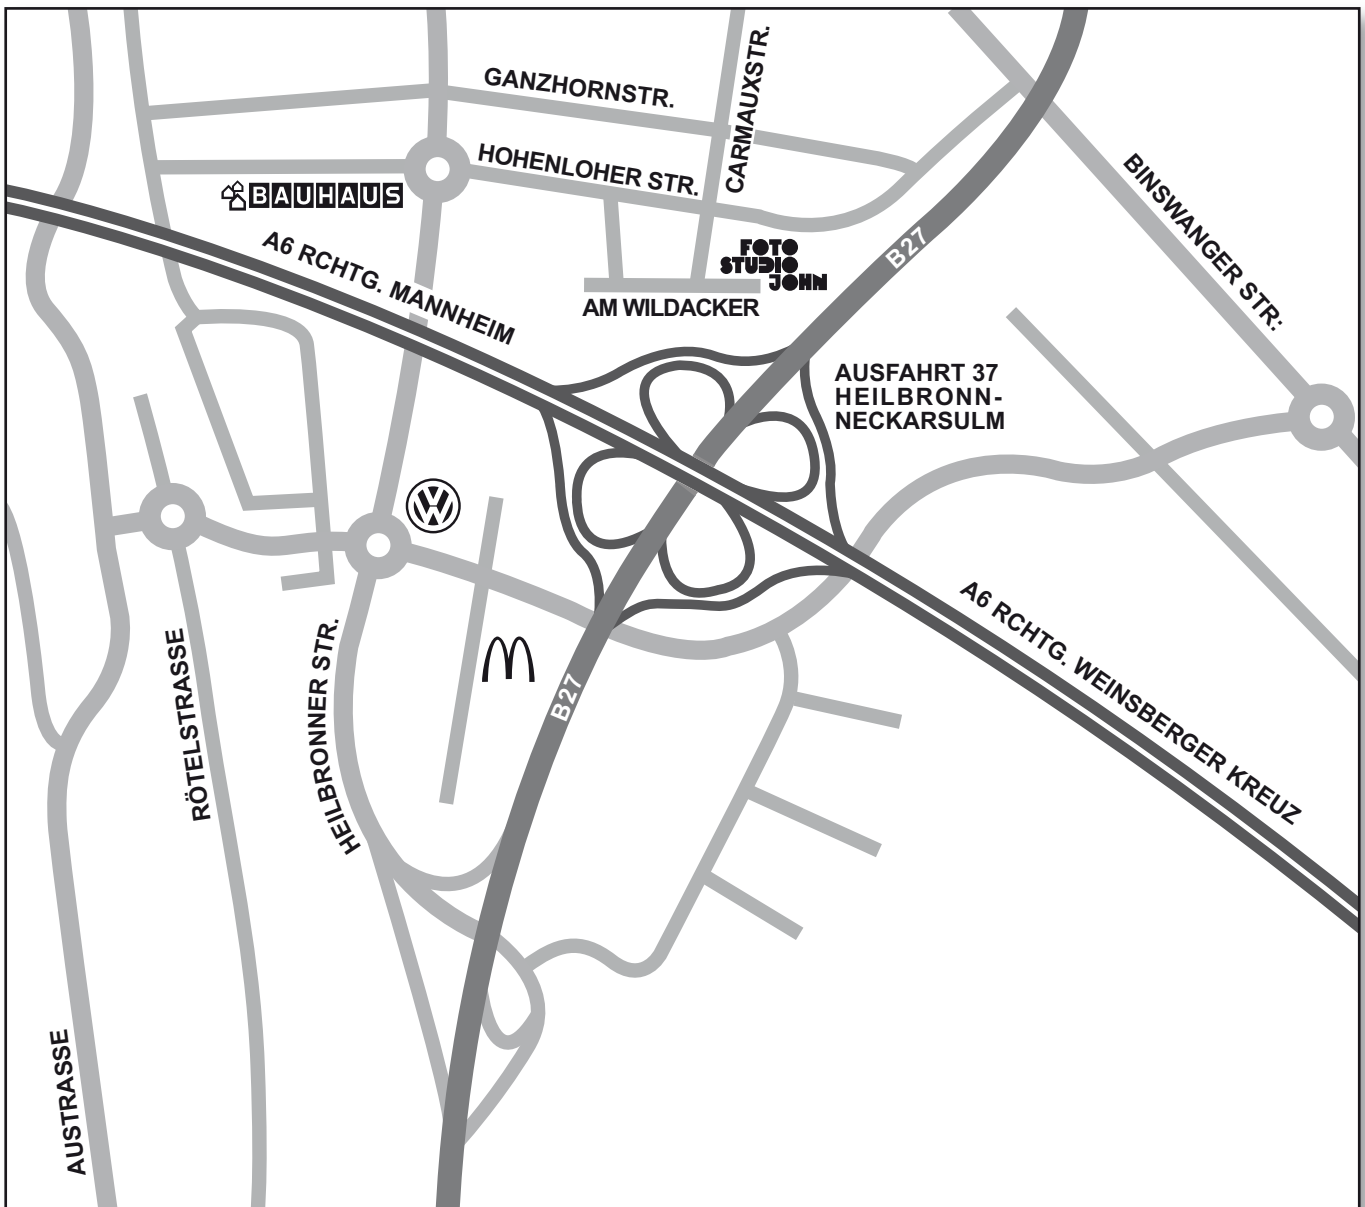 GANZHORNSTR.
CARMAUXSTR.
HOHENLOHER STR.
BAUHAUS
BINSWANGER STR:
A6 RCHTG. MANNHEIM
B27
FOTO
STUDIO
JOHN
AM WILDACKER
AUSFAHRT 37
HEILBRONN-
NECKARSULM
A6 RCHTG. WEINSBERGER KREUZ
RÖTELSTRASSE
HEILBRONNER STR.
B27
AUSTRASSE